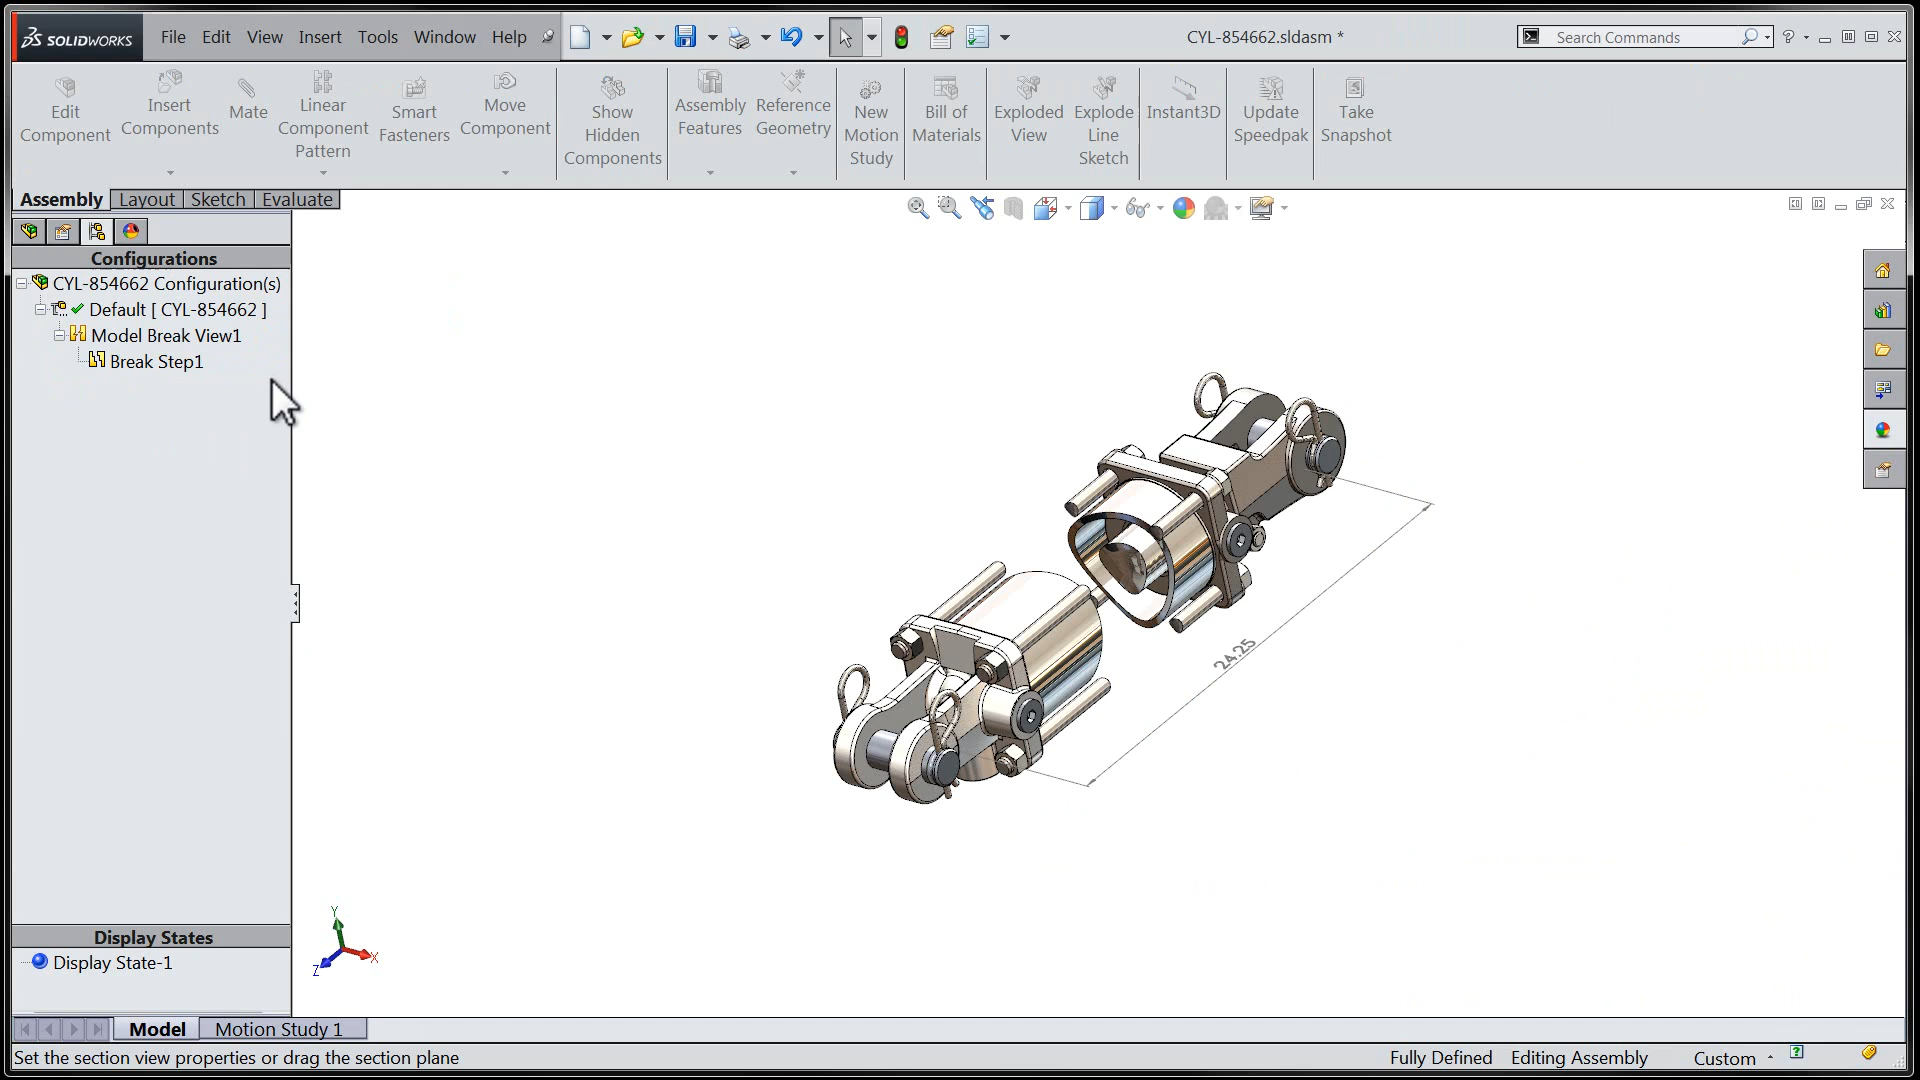 SOLIDWORKS File Edit View Insert Tools Window Help CYL-854662.sldasm * Search Commands
Edit Component
Insert Components
Mate
Linear Component Pattern
Smart Fasteners
Move Component
Show Hidden Components
Assembly Features
Reference Geometry
New Motion Study
Bill of Materials
Exploded View
Explode Line Sketch
Instant3D
Update Speedpak
Take Snapshot
Assembly Layout Sketch Evaluate
Configurations
CYL-854662 Configuration(s)
Default [ CYL-854662 ]
Model Break View1
Break Step1
24.25
Y
X
Z
Display States
Display State-1
Model Motion Study 1
Set the section view properties or drag the section plane Fully Defined Editing Assembly Custom